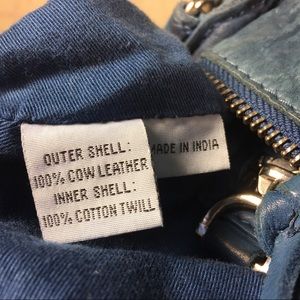 OUTER SHELL:
100% COW LEATHER
INNER SHELL:
100% COTTON TWILL
MADE IN INDIA